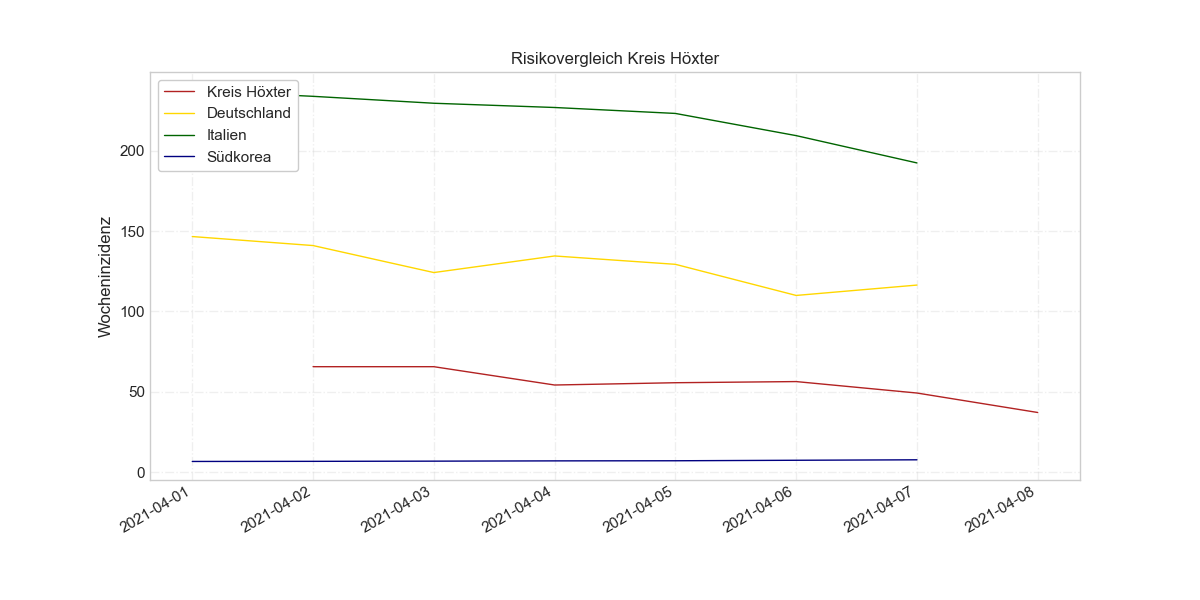 Risikovergleich Kreis Höxter
Kreis Höxter
Deutschland
Italien
Südkorea
Wocheninzidenz
200
150
100
50
0
2021-04-01
2021-04-02
2021-04-03
2021-04-04
2021-04-05
2021-04-06
2021-04-07
2021-04-08